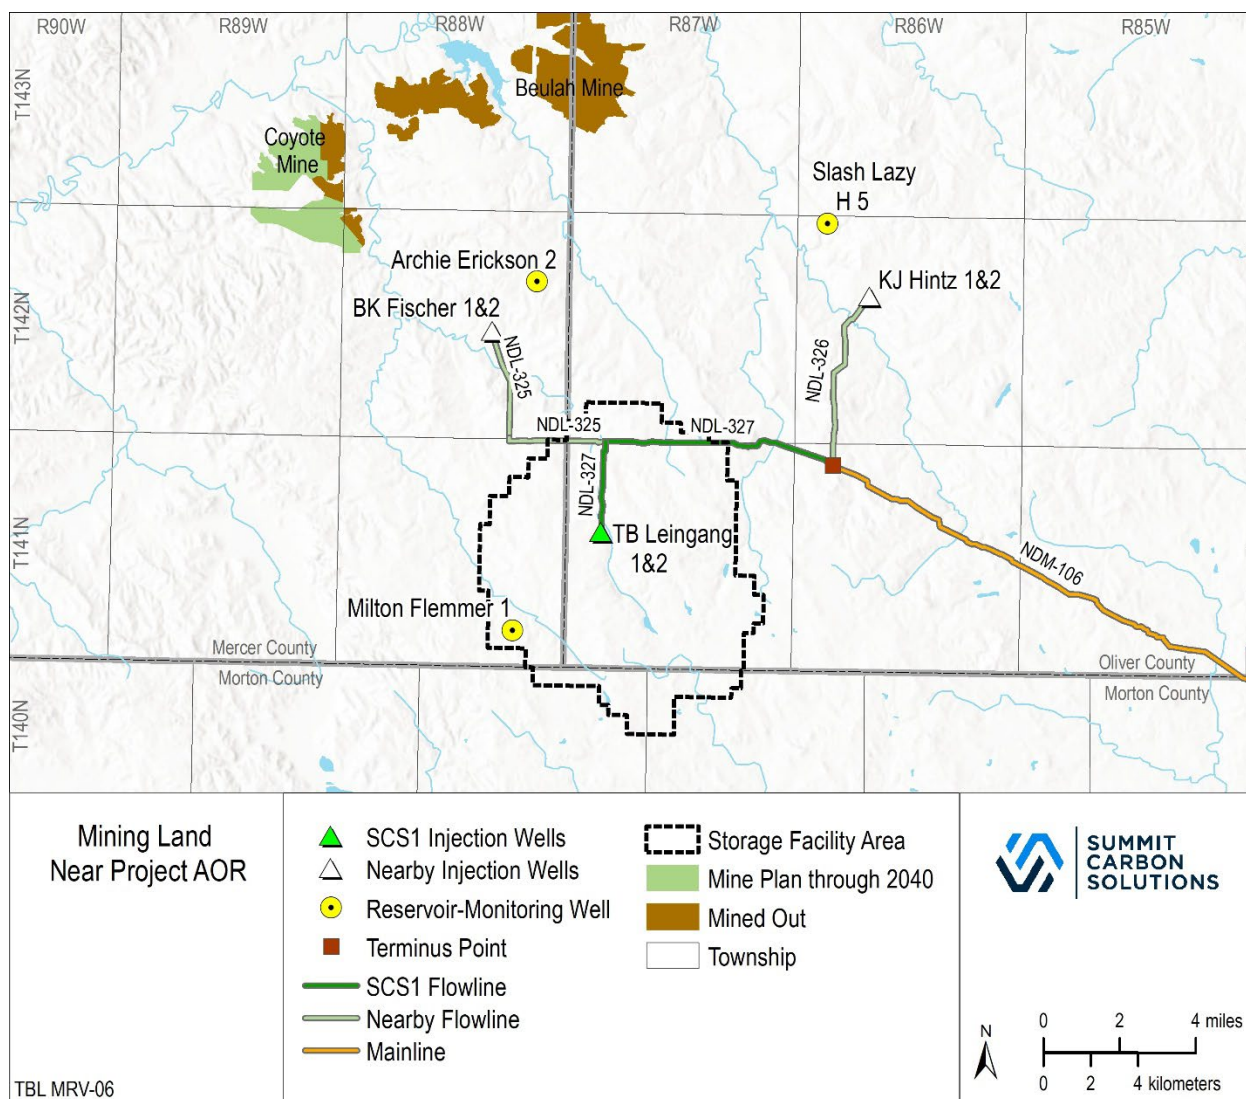 R90W
R89W
R88W
R87W
R86W
R85W
T143N
T142N
T141N
T140N
Beulah Mine
Coyote
Mine
Slash Lazy
H 5
Archie Erickson 2
KJ Hintz 1&2
BK Fischer 1&2
NDL-325
NDL-326
NDL-325
NDL-327
NDL-327
TB Leingang
1&2
NDM-106
Milton Flemmer 1
Mercer County
Morton County
Oliver County
Morton County
Mining Land
Near Project AOR
TBL MRV-06
SCS1 Injection Wells
Nearby Injection Wells
Reservoir-Monitoring Well
Terminus Point
SCS1 Flowline
Nearby Flowline
Mainline
Storage Facility Area
Mine Plan through 2040
Mined Out
Township
SUMMIT
CARBON
SOLUTIONS
N
0 2 4 miles
0 2 4 kilometers